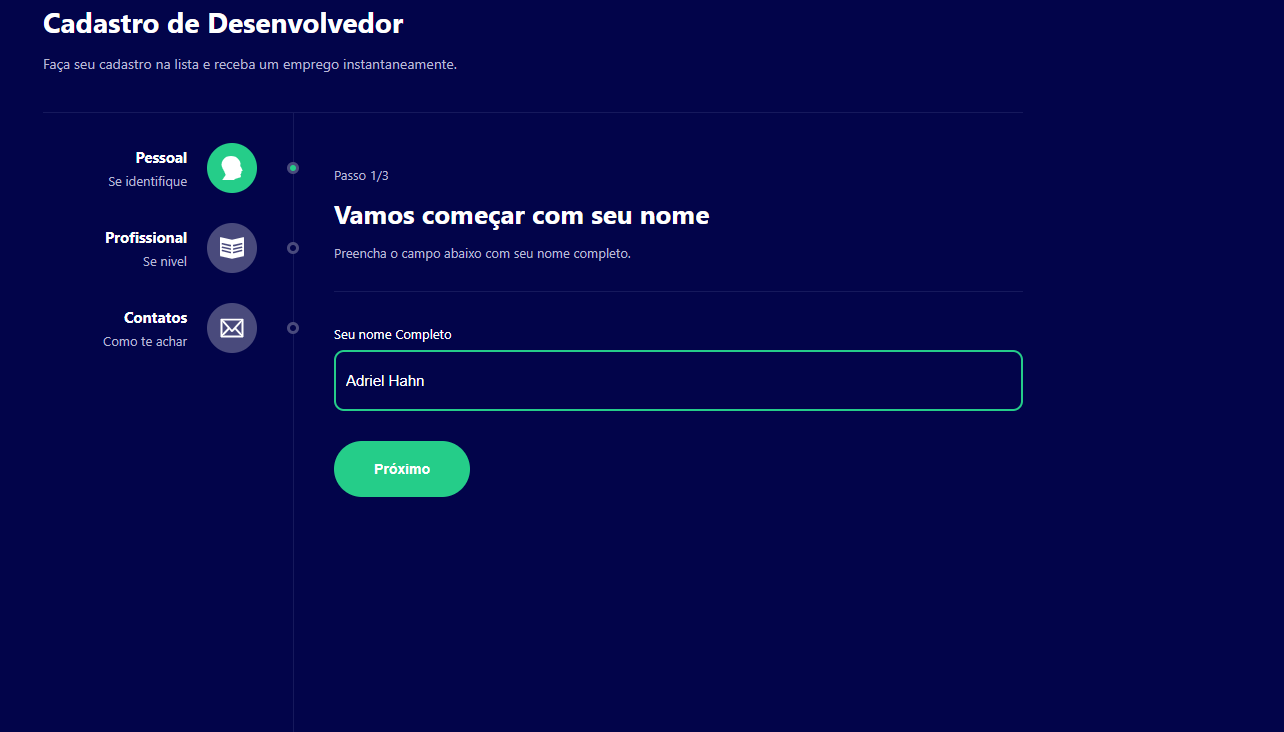 Cadastro de Desenvolvedor
Faça seu cadastro na lista e receba um emprego instantaneamente.
Pessoal
Se identifique
Profissional
Se nivel
Contatos
Como te achar
Passo 1/3
Vamos começar com seu nome
Preencha o campo abaixo com seu nome completo.
Seu nome Completo
Adriel Hahn
Próximo